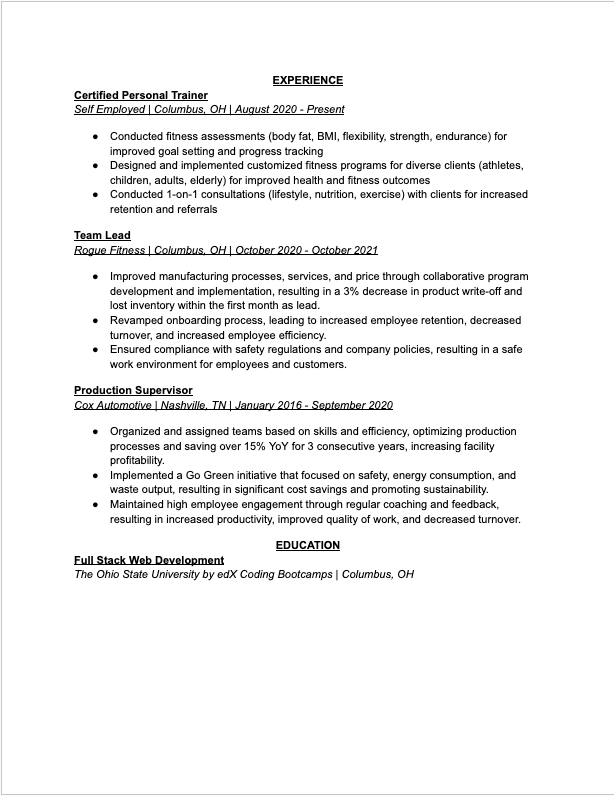 EXPERIENCE
Certified Personal Trainer
Self Employed | Columbus, OH | August 2020 - Present
● Conducted fitness assessments (body fat, BMI, flexibility, strength, endurance) for
improved goal setting and progress tracking
● Designed and implemented customized fitness programs for diverse clients (athletes,
children, adults, elderly) for improved health and fitness outcomes
● Conducted 1-on-1 consultations (lifestyle, nutrition, exercise) with clients for increased
retention and referrals
Team Lead
Rogue Fitness | Columbus, OH | October 2020 - October 2021
● Improved manufacturing processes, services, and price through collaborative program
development and implementation, resulting in a 3% decrease in product write-off and
lost inventory within the first month as lead.
● Revamped onboarding process, leading to increased employee retention, decreased
turnover, and increased employee efficiency.
● Ensured compliance with safety regulations and company policies, resulting in a safe
work environment for employees and customers.
Production Supervisor
Cox Automotive | Nashville, TN | January 2016 - September 2020
● Organized and assigned teams based on skills and efficiency, optimizing production
processes and saving over 15% YoY for 3 consecutive years, increasing facility
profitability.
● Implemented a Go Green initiative that focused on safety, energy consumption, and
waste output, resulting in significant cost savings and promoting sustainability.
● Maintained high employee engagement through regular coaching and feedback,
resulting in increased productivity, improved quality of work, and decreased turnover.
EDUCATION
Full Stack Web Development
The Ohio State University by edX Coding Bootcamps | Columbus, OH